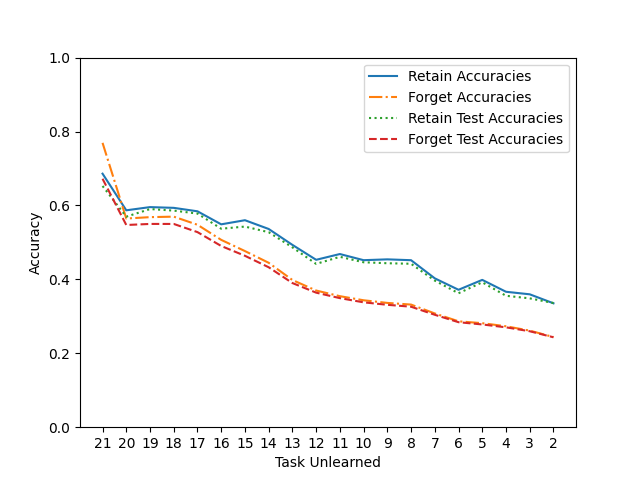 1.0
0.8
0.6
0.4
0.2
0.0
Accuracy
Retain Accuracies
Forget Accuracies
Retain Test Accuracies
Forget Test Accuracies
21 20 19 18 17 16 15 14 13 12 11 10 9 8 7 6 5 4 3 2
Task Unlearned